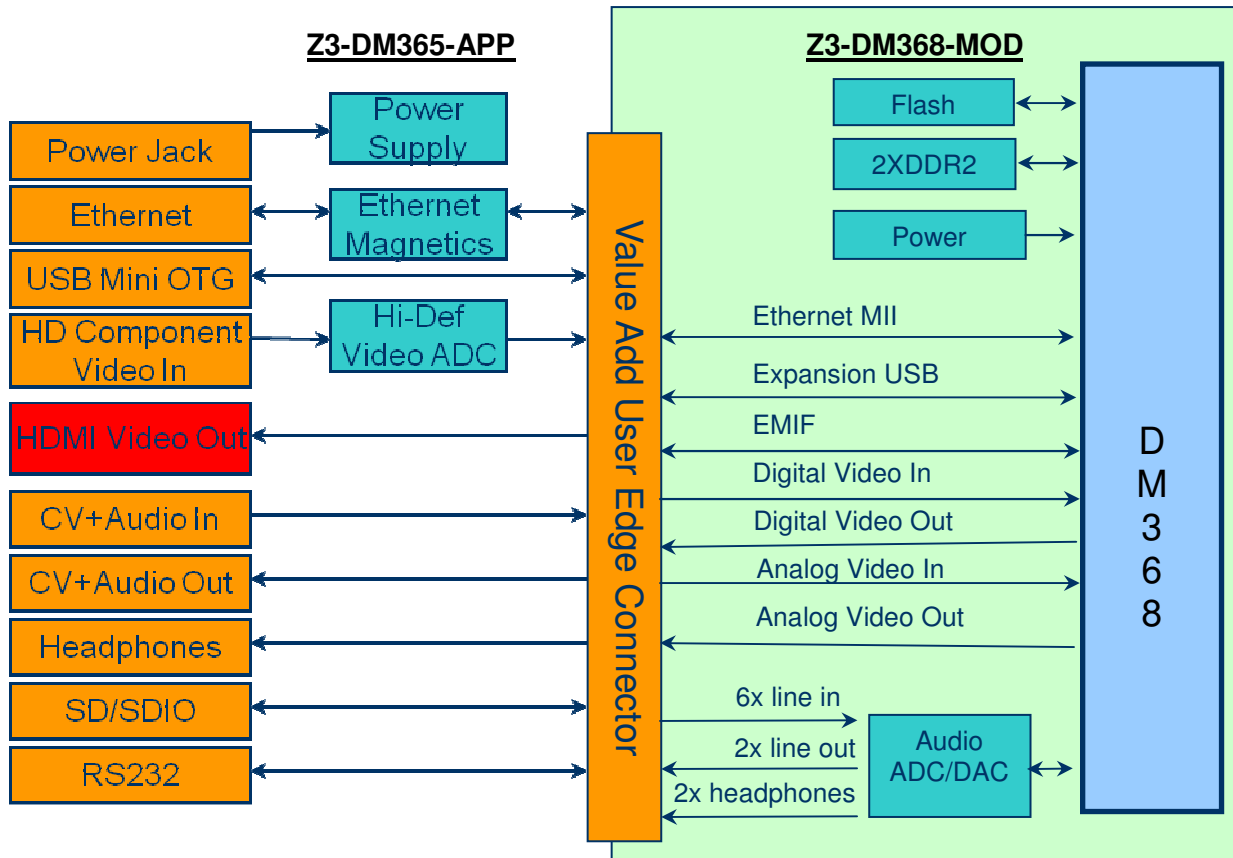 Z3-DM365-APP
Z3-DM368-MOD
Power Jack
Ethernet
USB Mini OTG
HD Component
Video In
HDMI Video Out
CV+Audio In
CV+Audio Out
Headphones
SD/SDIO
RS232
Power
Supply
Ethernet
Magnetics
Hi-Def
Video ADC
Value Add User Edge Connector
Flash
2XDDR2
Power
Ethernet MII
Expansion USB
EMIF
Digital Video In
Digital Video Out
Analog Video In
Analog Video Out
6x line in
2x line out
2x headphones
Audio
ADC/DAC
D
M
3
6
8